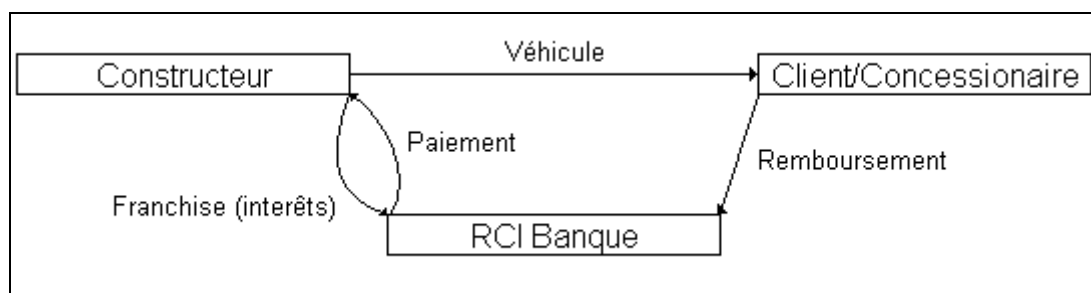 Véhicule
Constructeur
Client/Concessionaire
Paiement
Remboursement
Franchise (interêts)
RCI Banque